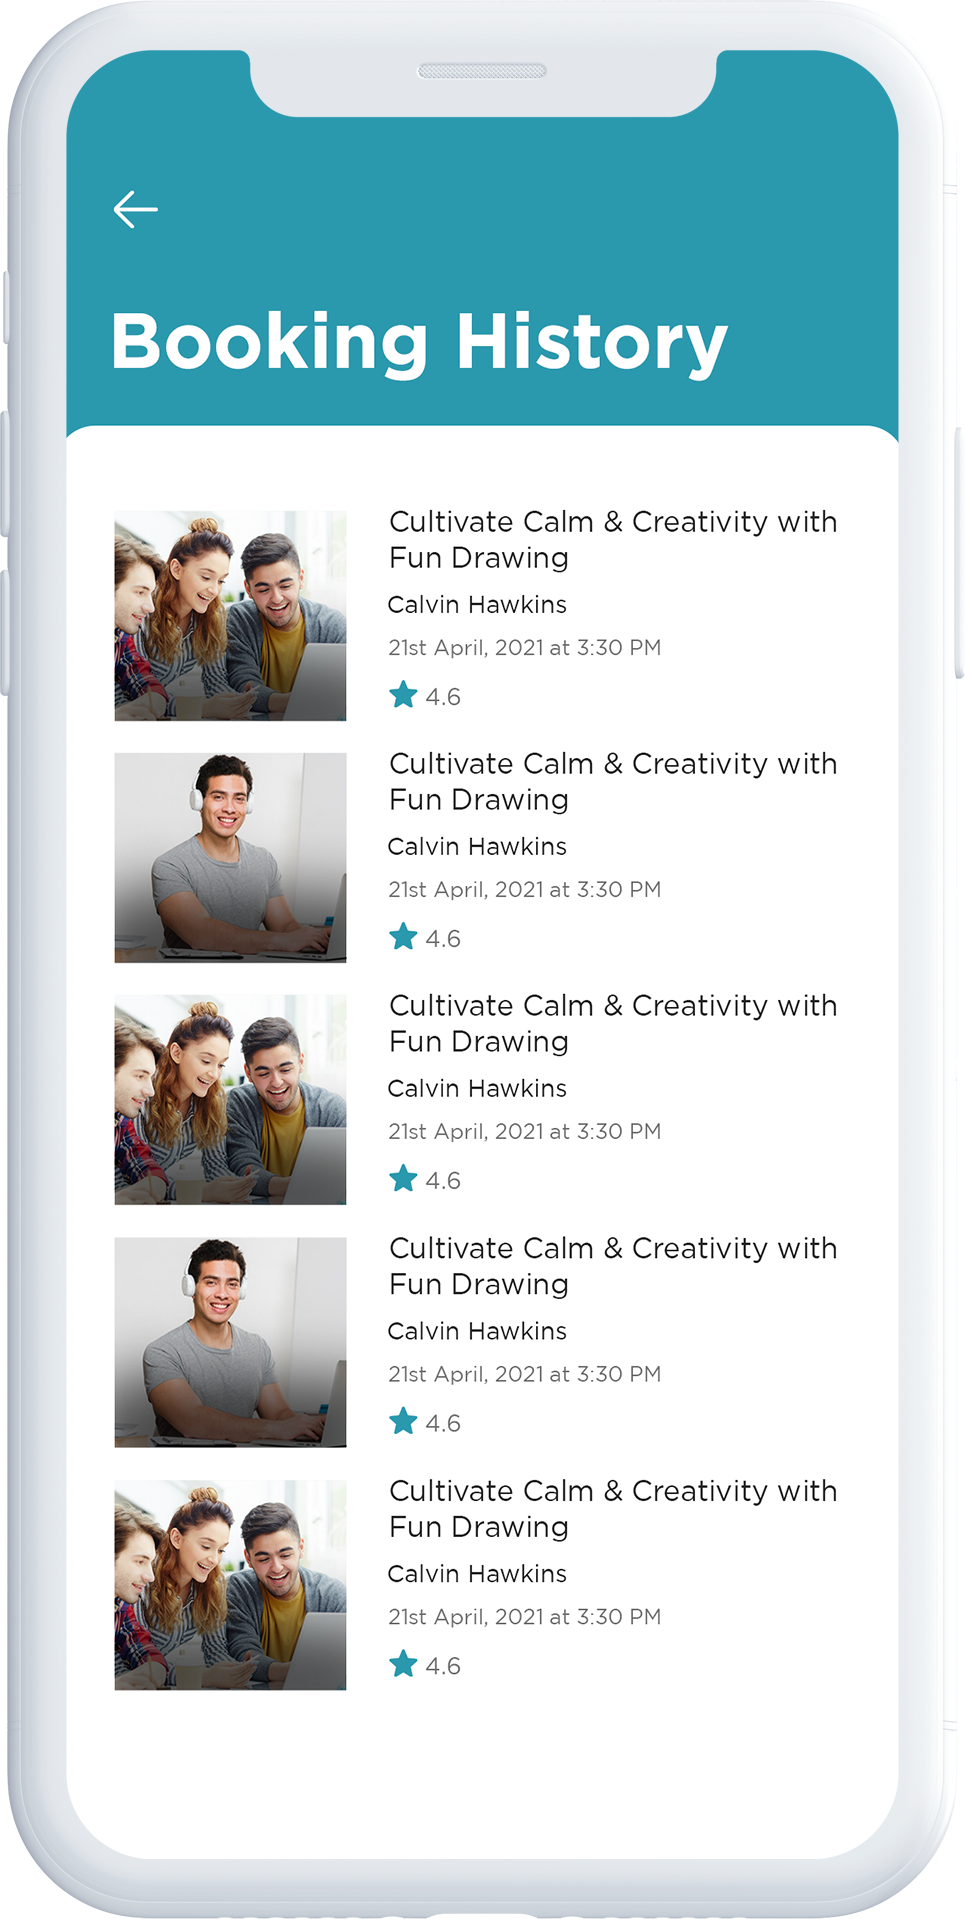 Booking History
Cultivate Calm & Creativity with
Fun Drawing
Calvin Hawkins
21st April, 2021 at 3:30 PM
4.6
Cultivate Calm & Creativity with
Fun Drawing
Calvin Hawkins
21st April, 2021 at 3:30 PM
4.6
Cultivate Calm & Creativity with
Fun Drawing
Calvin Hawkins
21st April, 2021 at 3:30 PM
4.6
Cultivate Calm & Creativity with
Fun Drawing
Calvin Hawkins
21st April, 2021 at 3:30 PM
4.6
Cultivate Calm & Creativity with
Fun Drawing
Calvin Hawkins
21st April, 2021 at 3:30 PM
4.6